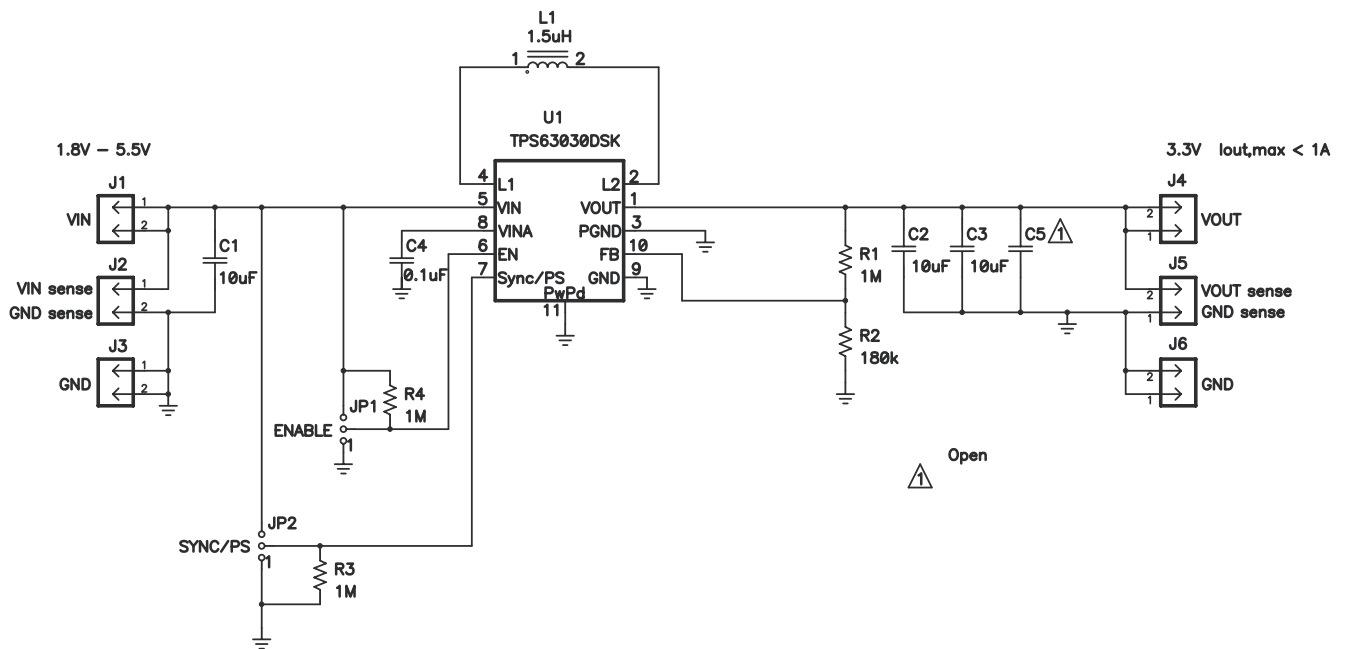 L1
1.5uH
1 2
U1
TPS63030DSK
1.8V – 5.5V
3.3V Iout,max < 1A
J1
VIN
1
2
J2
VIN sense
GND sense
1
2
J3
GND
1
2
C1
10uF
C4
0.1uF
4 L1
5 VIN
8 VINA
6 EN
7 Sync/PS
L2 2
VOUT 1
PGND 3
FB 10
GND 9
PwPd
11
R1
1M
R2
180k
C2
10uF
C3
10uF
C5 1
J4
VOUT
2
1
J5
VOUT sense
GND sense
2
1
J6
GND
2
1
R4
1M
JP1
ENABLE
1
Open
1
JP2
SYNC/PS
1
R3
1M